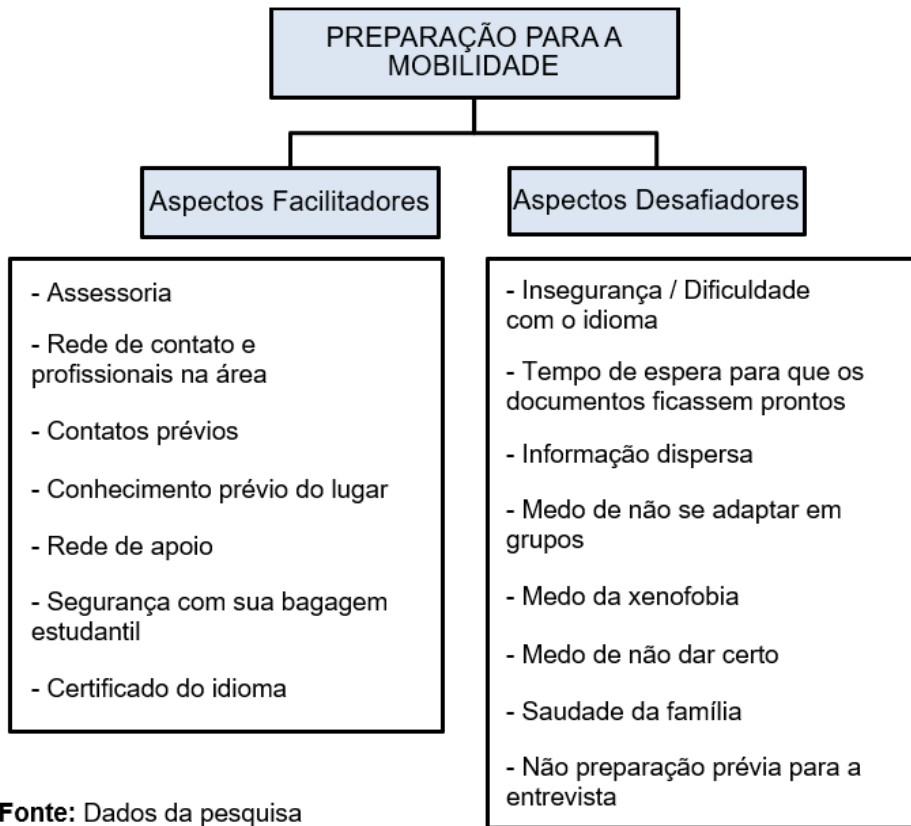 PREPARAÇÃO PARA A
MOBILIDADE
Aspectos Facilitadores
- Assessoria
- Rede de contato e
profissionais na área
- Contatos prévios
- Conhecimento prévio do lugar
- Rede de apoio
- Segurança com sua bagagem
estudantil
- Certificado do idioma
Aspectos Desafiadores
- Insegurança / Dificuldade
com o idioma
- Tempo de espera para que os
documentos ficassem prontos
- Informação dispersa
- Medo de não se adaptar em
grupos
- Medo da xenofobia
- Medo de não dar certo
- Saudade da família
- Não preparação prévia para a
entrevista
Fonte: Dados da pesquisa